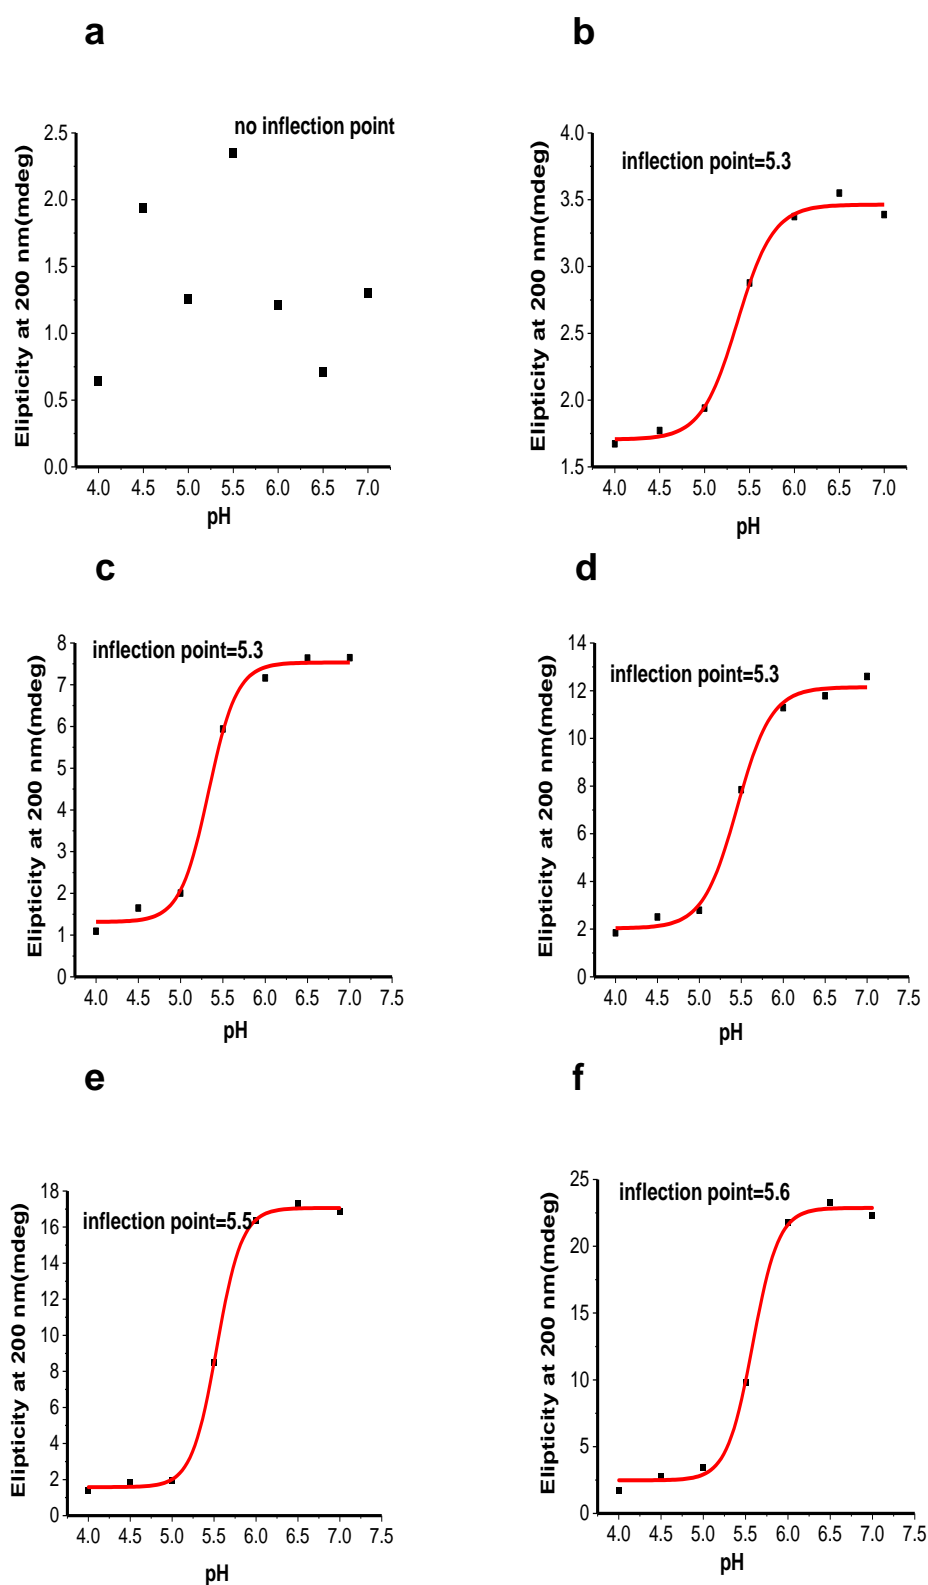 a
b
no inflection point
inflection point=5.3
Elipticity at 200 nm(mdeg)
2.5
2.0
1.5
1.0
0.5
0.0
4.0 4.5 5.0 5.5 6.0 6.5 7.0
pH
Elipticity at 200 nm(mdeg)
4.0
3.5
3.0
2.5
2.0
1.5
4.0 4.5 5.0 5.5 6.0 6.5 7.0
pH
c
d
inflection point=5.3
inflection point=5.3
Elipticity at 200 nm(mdeg)
8
7
6
5
4
3
2
1
0
4.0 4.5 5.0 5.5 6.0 6.5 7.0 7.5
pH
Elipticity at 200 nm(mdeg)
14
12
10
8
6
4
2
0
4.0 4.5 5.0 5.5 6.0 6.5 7.0 7.5
pH
e
f
inflection point=5.5
inflection point=5.6
Elipticity at 200 nm(mdeg)
18
16
14
12
10
8
6
4
2
0
4.0 4.5 5.0 5.5 6.0 6.5 7.0 7.5
pH
Elipticity at 200 nm(mdeg)
25
20
15
10
5
0
4.0 4.5 5.0 5.5 6.0 6.5 7.0 7.5
pH